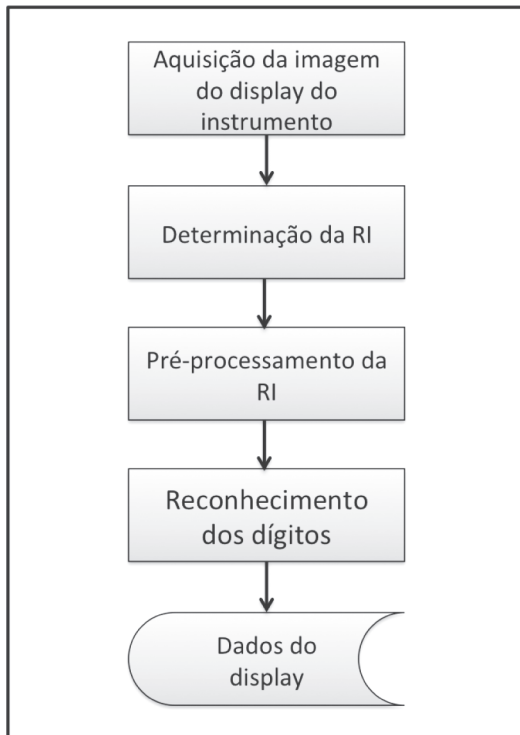 Aquisição da imagem
do display do
instrumento
Determinação da RI
Pré-processamento da
RI
Reconhecimento
dos dígitos
Dados do
display